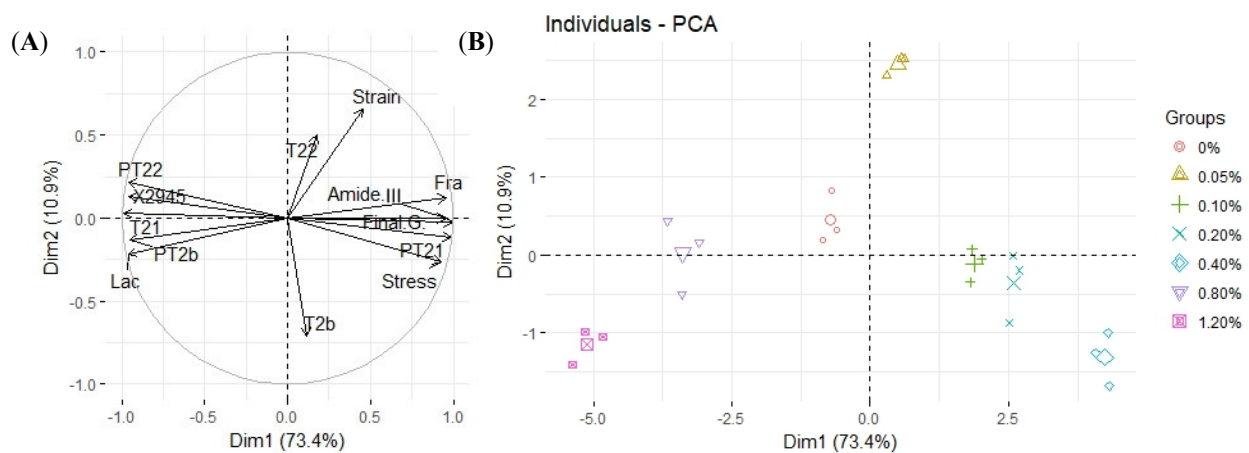 (A)
1.0
0.5
0.0
-0.5
-1.0
Dim2 (10.9%)
Strain
T22
PT22
X2945
Amide.III
Fra
T21
Final.G.
PT2b
PT21
Lac
Stress
T2b
-1.0 -0.5 0.0 0.5 1.0
Dim1 (73.4%)
(B)
Individuals - PCA
2
1
0
-1
Dim2 (10.9%)
-5.0 -2.5 0.0 2.5
Dim1 (73.4%)
Groups
0%
0.05%
0.10%
0.20%
0.40%
0.80%
1.20%